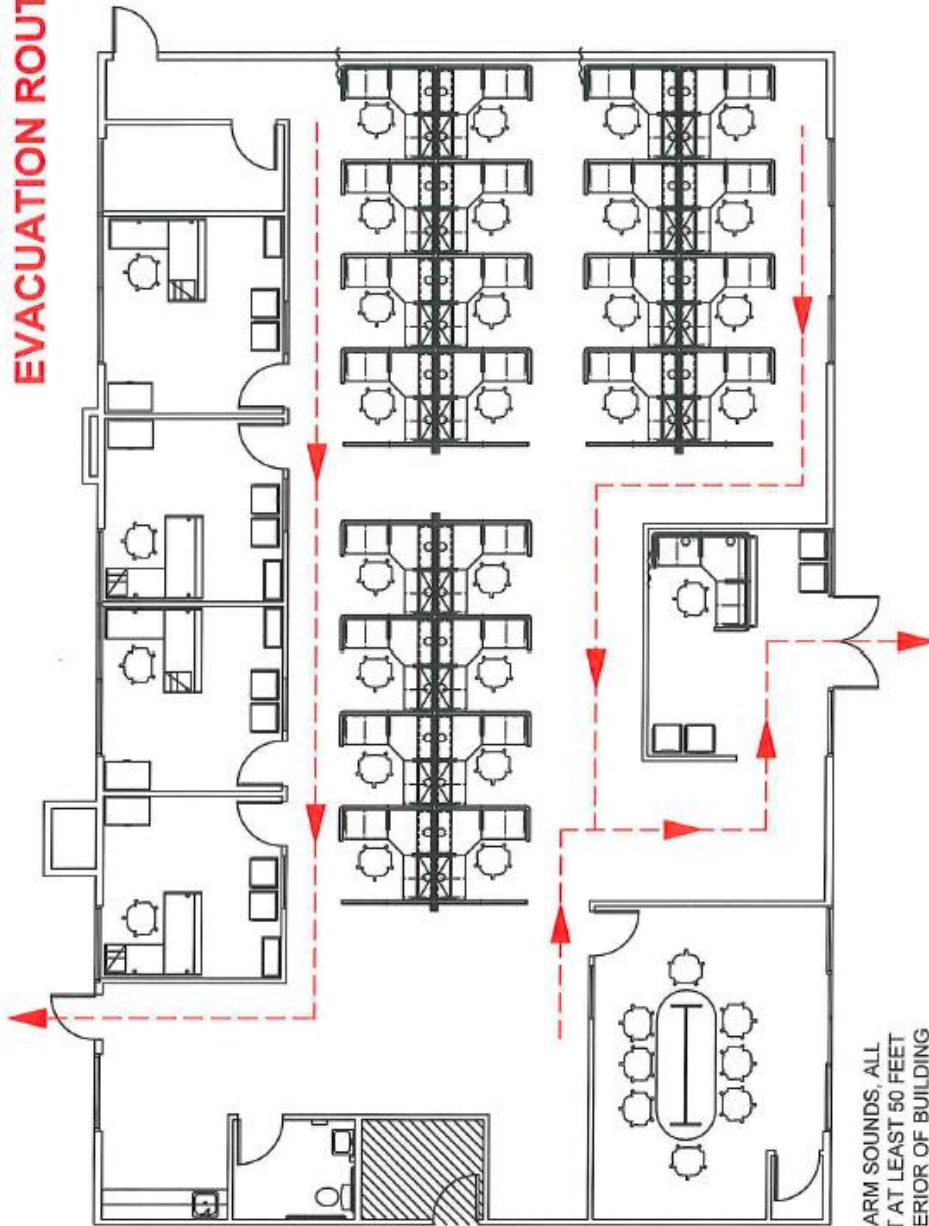 EVACUATION ROUT
ARM SOUNDS, ALL
T AT LEAST 50 FEET
ERIOR OF BUILDING